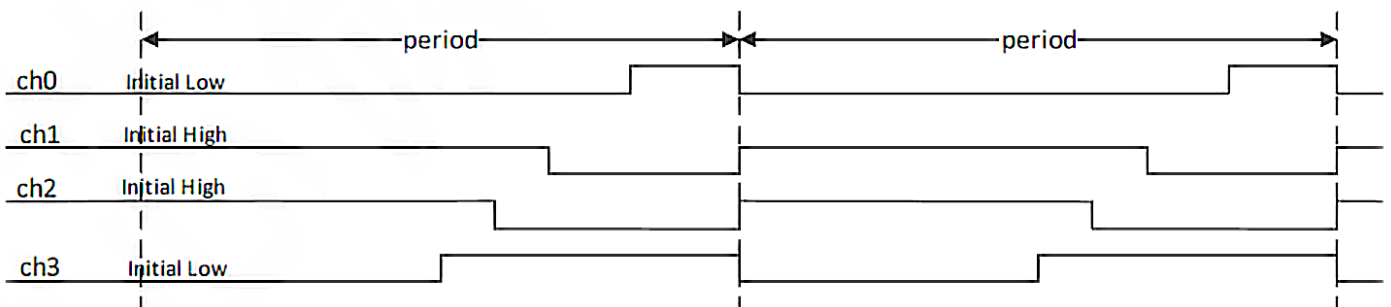 period period
ch0 Initial Low
ch1 Initial High
ch2 Initial High
ch3 Initial Low